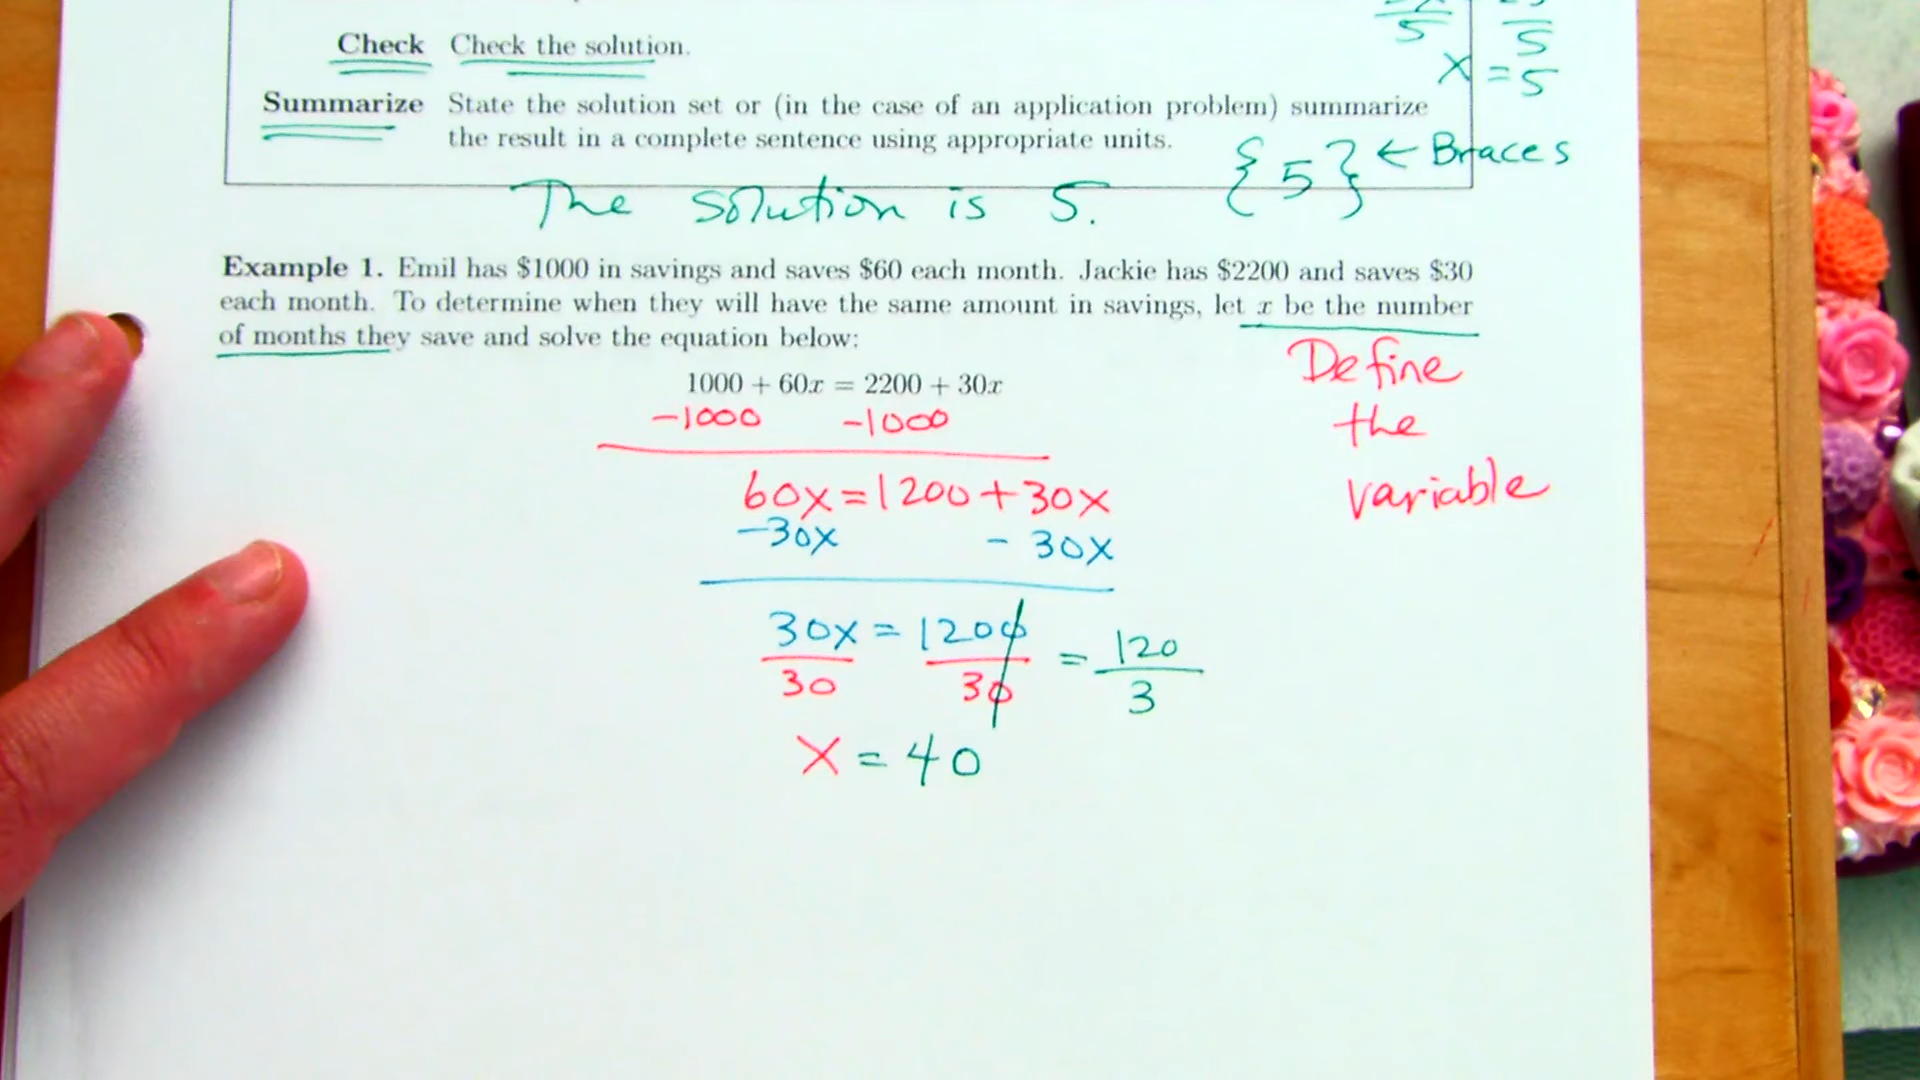 5
5
x = 5
Check Check the solution.
Summarize State the solution set or (in the case of an application problem) summarize
the result in a complete sentence using appropriate units.
{5} ← Braces
The solution is 5.
Example 1. Emil has $1000 in savings and saves $60 each month. Jackie has $2200 and saves $30
each month. To determine when they will have the same amount in savings, let x be the number
of months they save and solve the equation below:
Define
the
variable
1000 + 60x = 2200 + 30x
-1000 -1000
60x = 1200 + 30x
-30x - 30x
30x = 1200 = 120
30 30 3
x = 40